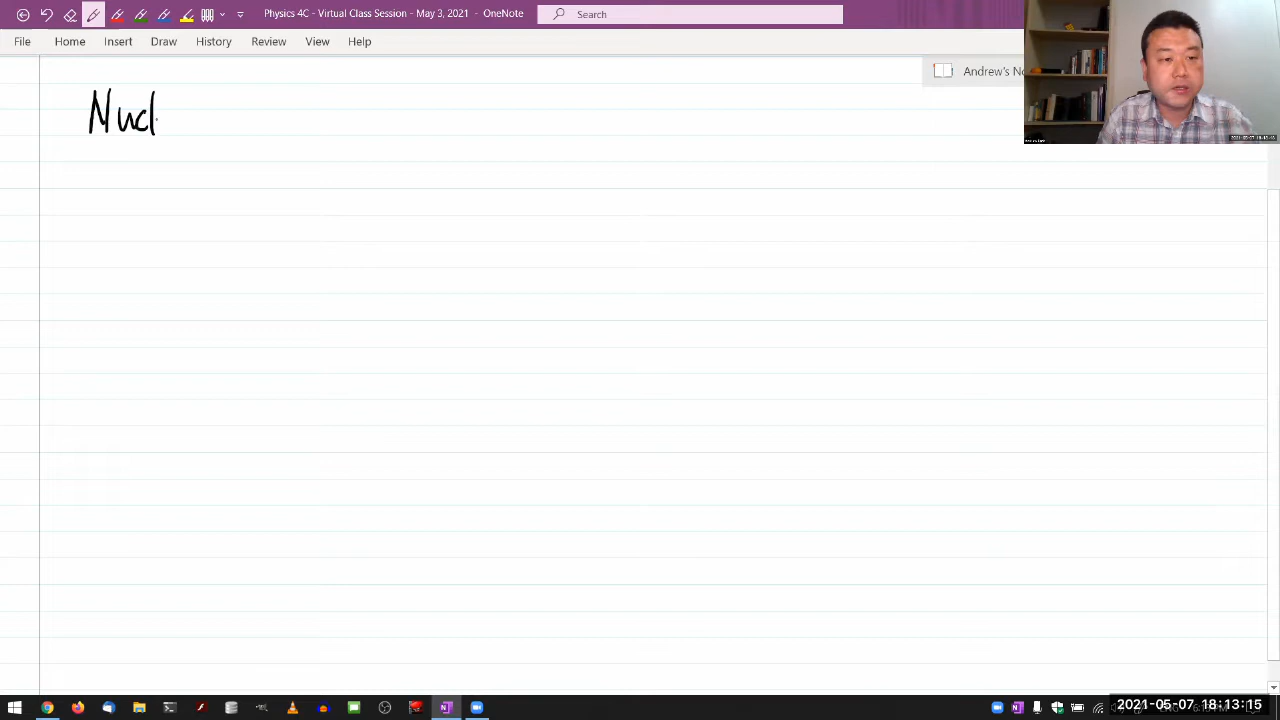 Physics 4C - Virtual Class Session - May 3, 2021 - OneNote
Search
File Home Insert Draw History Review View Help
Andrew's No
Nucl
2021-05-07 18:13:15